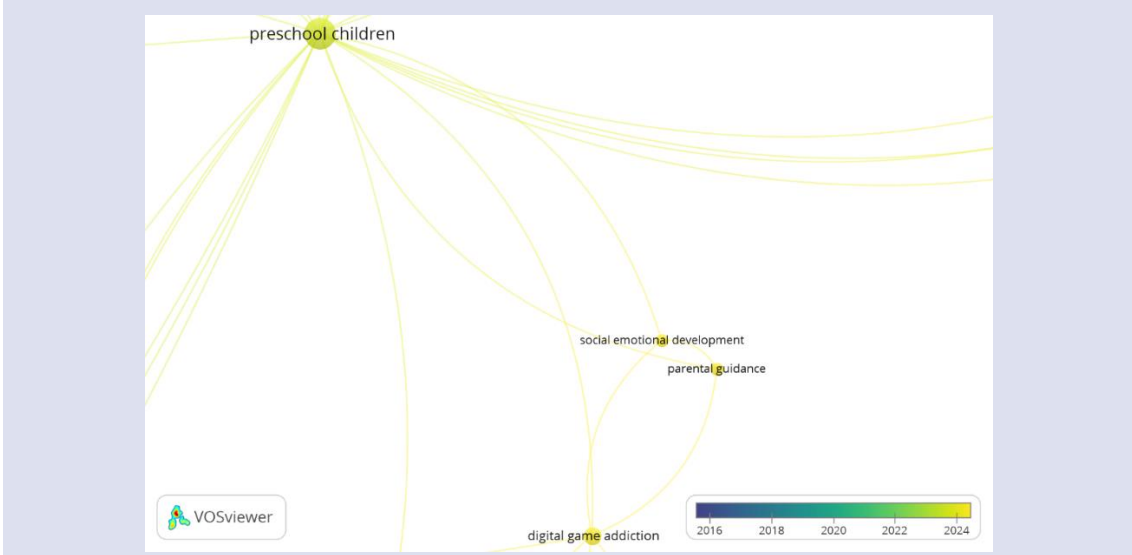 preschool children
social emotional development
parental guidance
VOSviewer
digital game addiction
2016 2018 2020 2022 2024